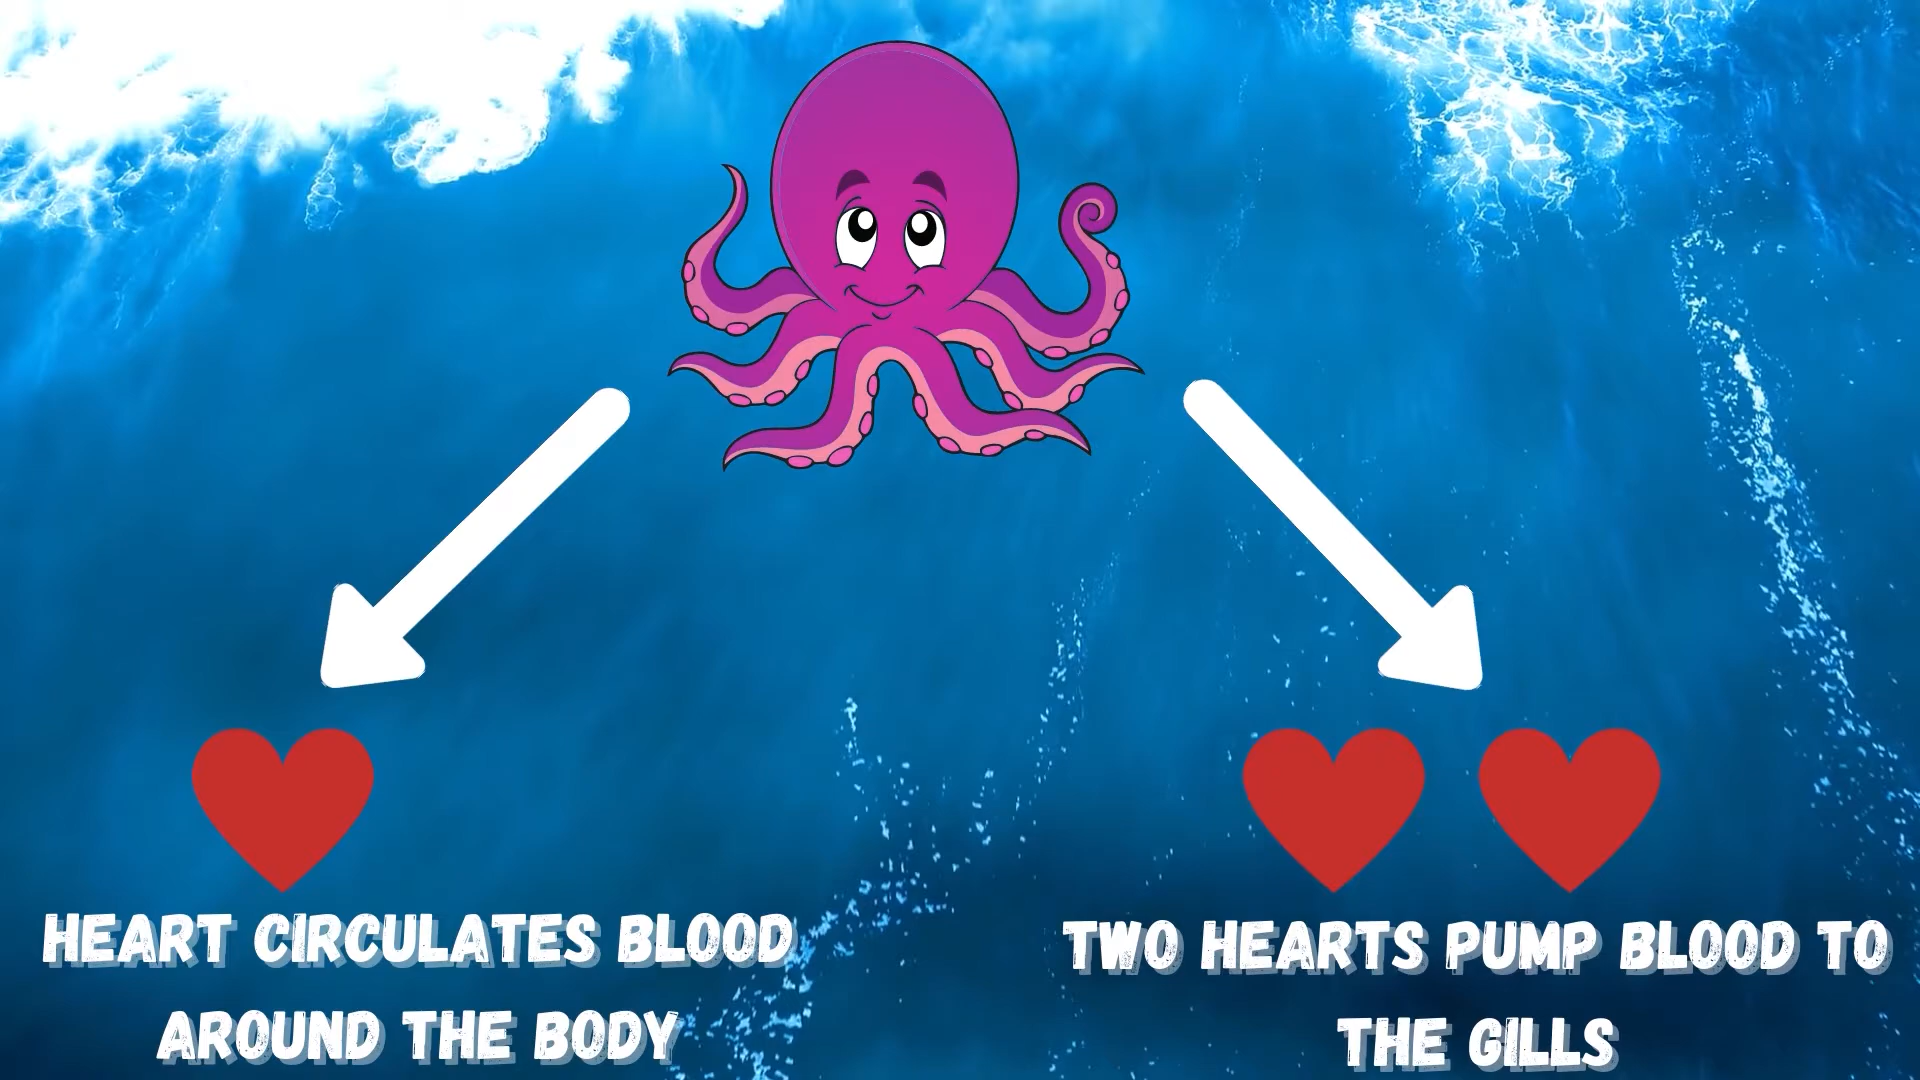 HEART CIRCULATES BLOOD
AROUND THE BODY
TWO HEARTS PUMP BLOOD TO
THE GILLS